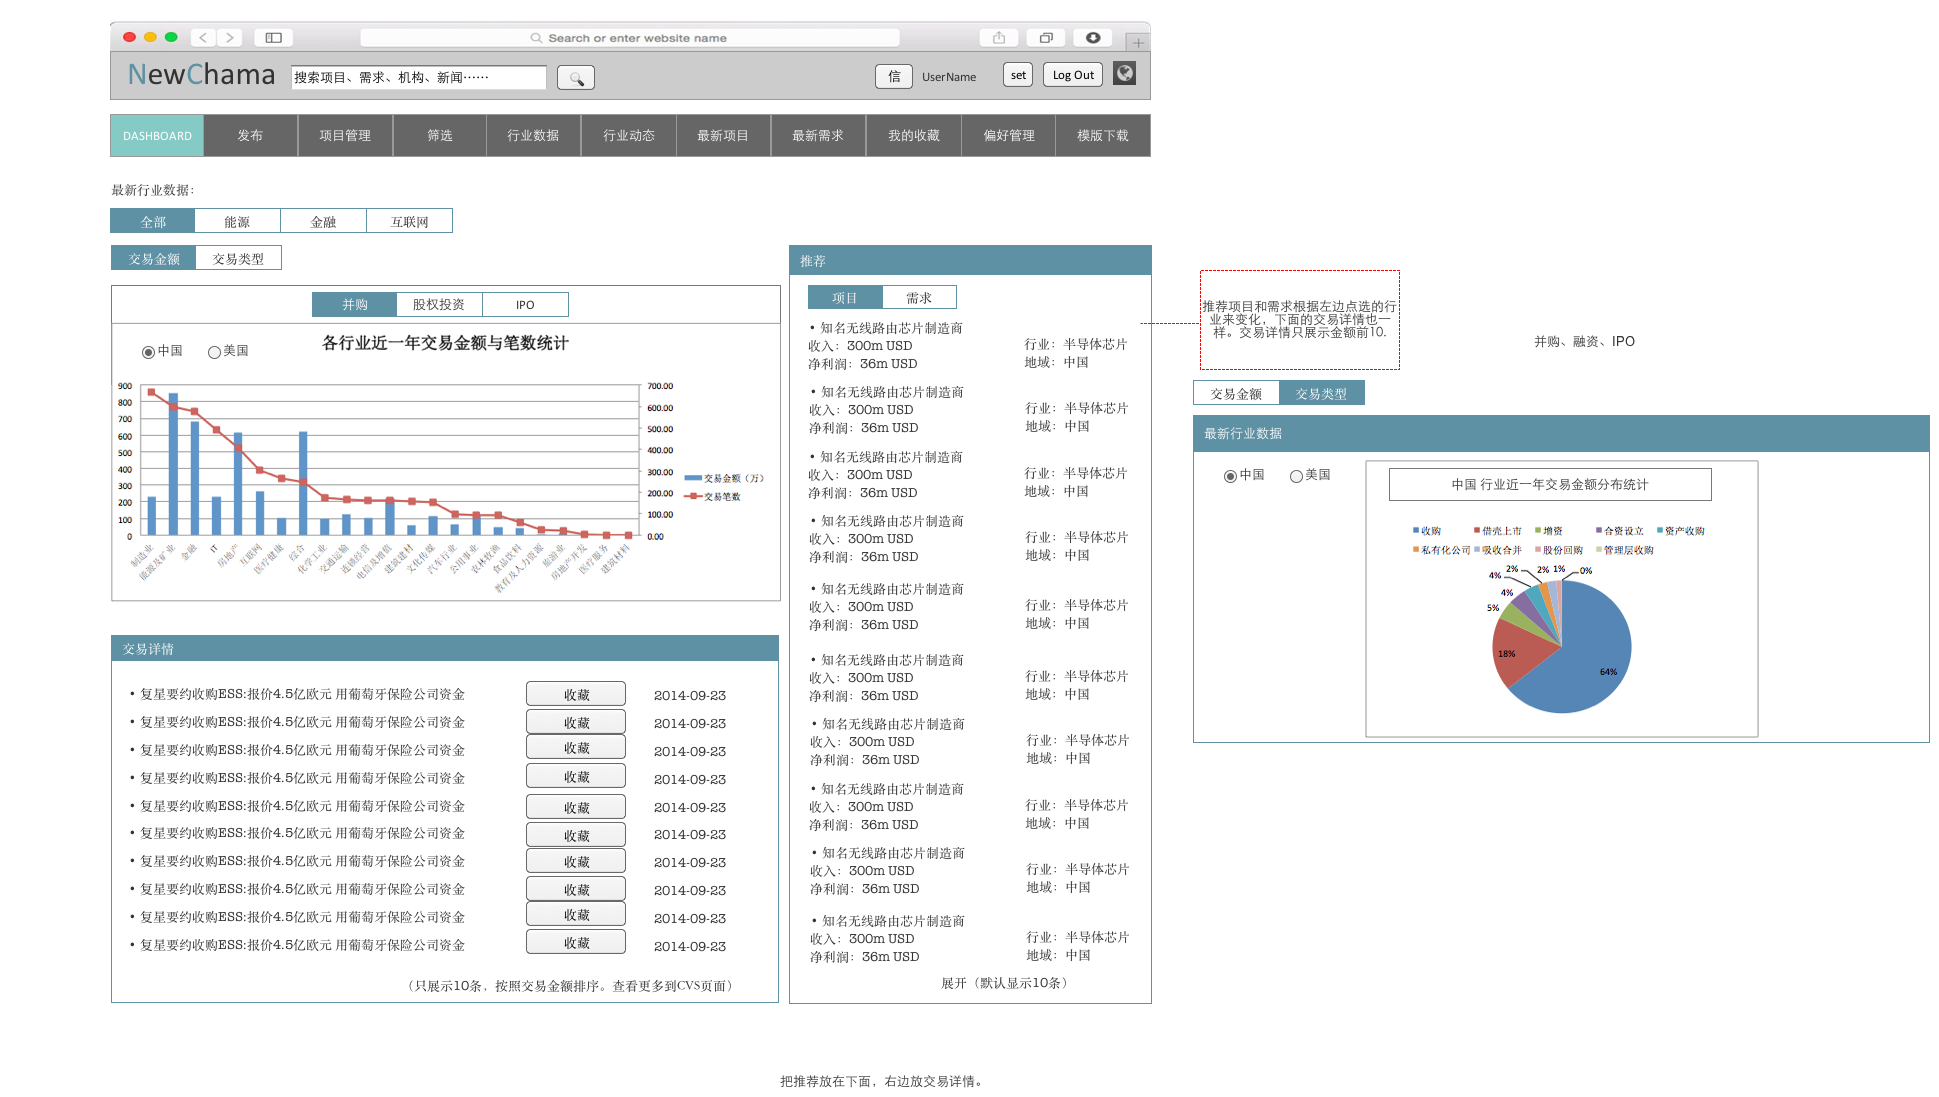 Search or enter website name
NewChama
搜索项目、需求、机构、新闻……
信
UserName
set
Log Out
DASHBOARD
发布
项目管理
筛选
行业数据
行业动态
最新项目
最新需求
我的收藏
偏好管理
模版下载
最新行业数据：
全部
能源
金融
互联网
交易金额
交易类型
并购
股权投资
IPO
中国
美国
各行业近一年交易金额与笔数统计
900
800
700
600
500
400
300
200
100
0
700.00
600.00
500.00
400.00
300.00
200.00
100.00
0.00
交易金额（万）
交易笔数
制造业
能源及矿业
金融
IT
房地产
互联网
医疗健康
综合
化学工业
交通运输
连锁经营
电信及增值
建筑建材
文化传媒
汽车行业
公用事业
农林牧渔
食品饮料
教育及人力资源
旅游业
房地产开发
医疗服务
建筑材料
交易详情
• 复星要约收购ESS:报价4.5亿欧元 用葡萄牙保险公司资金 收藏 2014-09-23
• 复星要约收购ESS:报价4.5亿欧元 用葡萄牙保险公司资金 收藏 2014-09-23
• 复星要约收购ESS:报价4.5亿欧元 用葡萄牙保险公司资金 收藏 2014-09-23
• 复星要约收购ESS:报价4.5亿欧元 用葡萄牙保险公司资金 收藏 2014-09-23
• 复星要约收购ESS:报价4.5亿欧元 用葡萄牙保险公司资金 收藏 2014-09-23
• 复星要约收购ESS:报价4.5亿欧元 用葡萄牙保险公司资金 收藏 2014-09-23
• 复星要约收购ESS:报价4.5亿欧元 用葡萄牙保险公司资金 收藏 2014-09-23
• 复星要约收购ESS:报价4.5亿欧元 用葡萄牙保险公司资金 收藏 2014-09-23
• 复星要约收购ESS:报价4.5亿欧元 用葡萄牙保险公司资金 收藏 2014-09-23
• 复星要约收购ESS:报价4.5亿欧元 用葡萄牙保险公司资金 收藏 2014-09-23
（只展示10条，按照交易金额排序。查看更多到CVS页面）
推荐
项目
需求
• 知名无线路由芯片制造商
收入：300m USD 行业：半导体芯片
净利润：36m USD 地域：中国
• 知名无线路由芯片制造商
收入：300m USD 行业：半导体芯片
净利润：36m USD 地域：中国
• 知名无线路由芯片制造商
收入：300m USD 行业：半导体芯片
净利润：36m USD 地域：中国
• 知名无线路由芯片制造商
收入：300m USD 行业：半导体芯片
净利润：36m USD 地域：中国
• 知名无线路由芯片制造商
收入：300m USD 行业：半导体芯片
净利润：36m USD 地域：中国
• 知名无线路由芯片制造商
收入：300m USD 行业：半导体芯片
净利润：36m USD 地域：中国
• 知名无线路由芯片制造商
收入：300m USD 行业：半导体芯片
净利润：36m USD 地域：中国
• 知名无线路由芯片制造商
收入：300m USD 行业：半导体芯片
净利润：36m USD 地域：中国
• 知名无线路由芯片制造商
收入：300m USD 行业：半导体芯片
净利润：36m USD 地域：中国
• 知名无线路由芯片制造商
收入：300m USD 行业：半导体芯片
净利润：36m USD 地域：中国
展开（默认显示10条）
推荐项目和需求根据左边点选的行
业来变化，下面的交易详情也一
样。交易详情只展示金额前10.
并购、融资、IPO
交易金额
交易类型
最新行业数据
中国
美国
中国 行业近一年交易金额分布统计
收购
借壳上市
增资
合资设立
资产收购
私有化公司
吸收合并
股份回购
管理层收购
2%
2%
1%
0%
4%
4%
5%
18%
64%
把推荐放在下面，右边放交易详情。